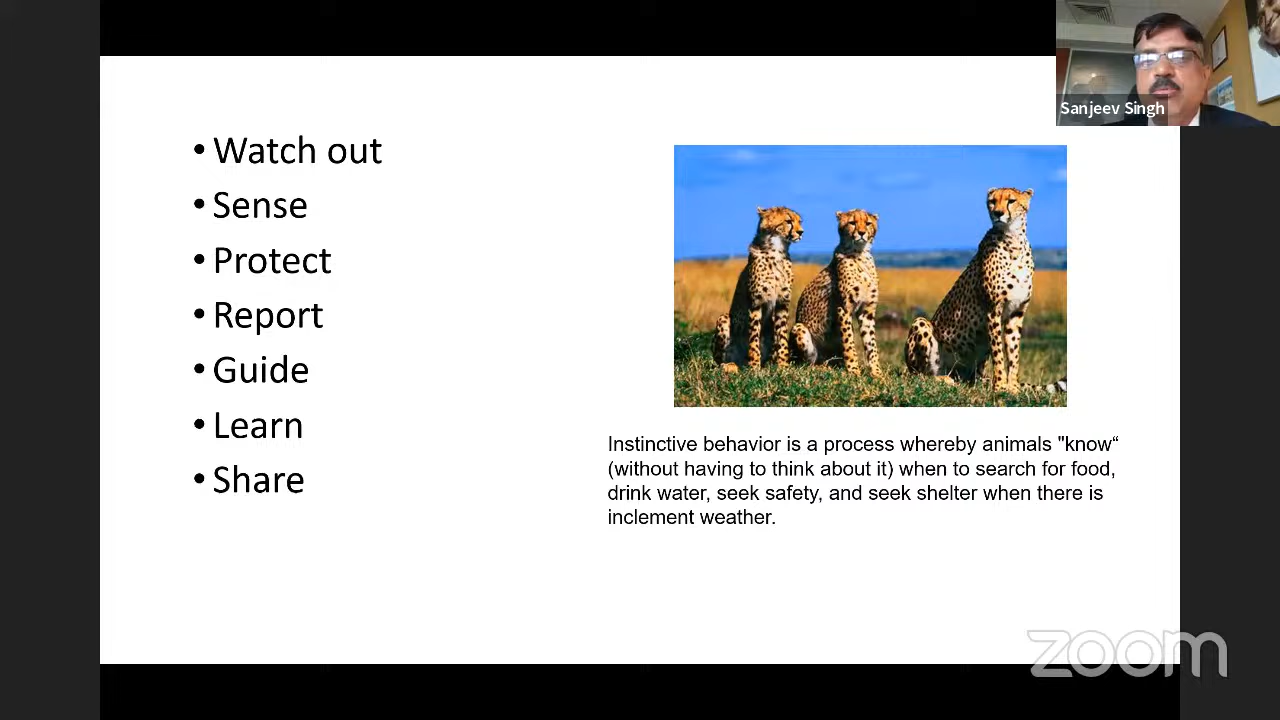 Sanjeev Singh
• Watch out
• Sense
• Protect
• Report
• Guide
• Learn
• Share
Instinctive behavior is a process whereby animals "know“
(without having to think about it) when to search for food,
drink water, seek safety, and seek shelter when there is
inclement weather.
zoom